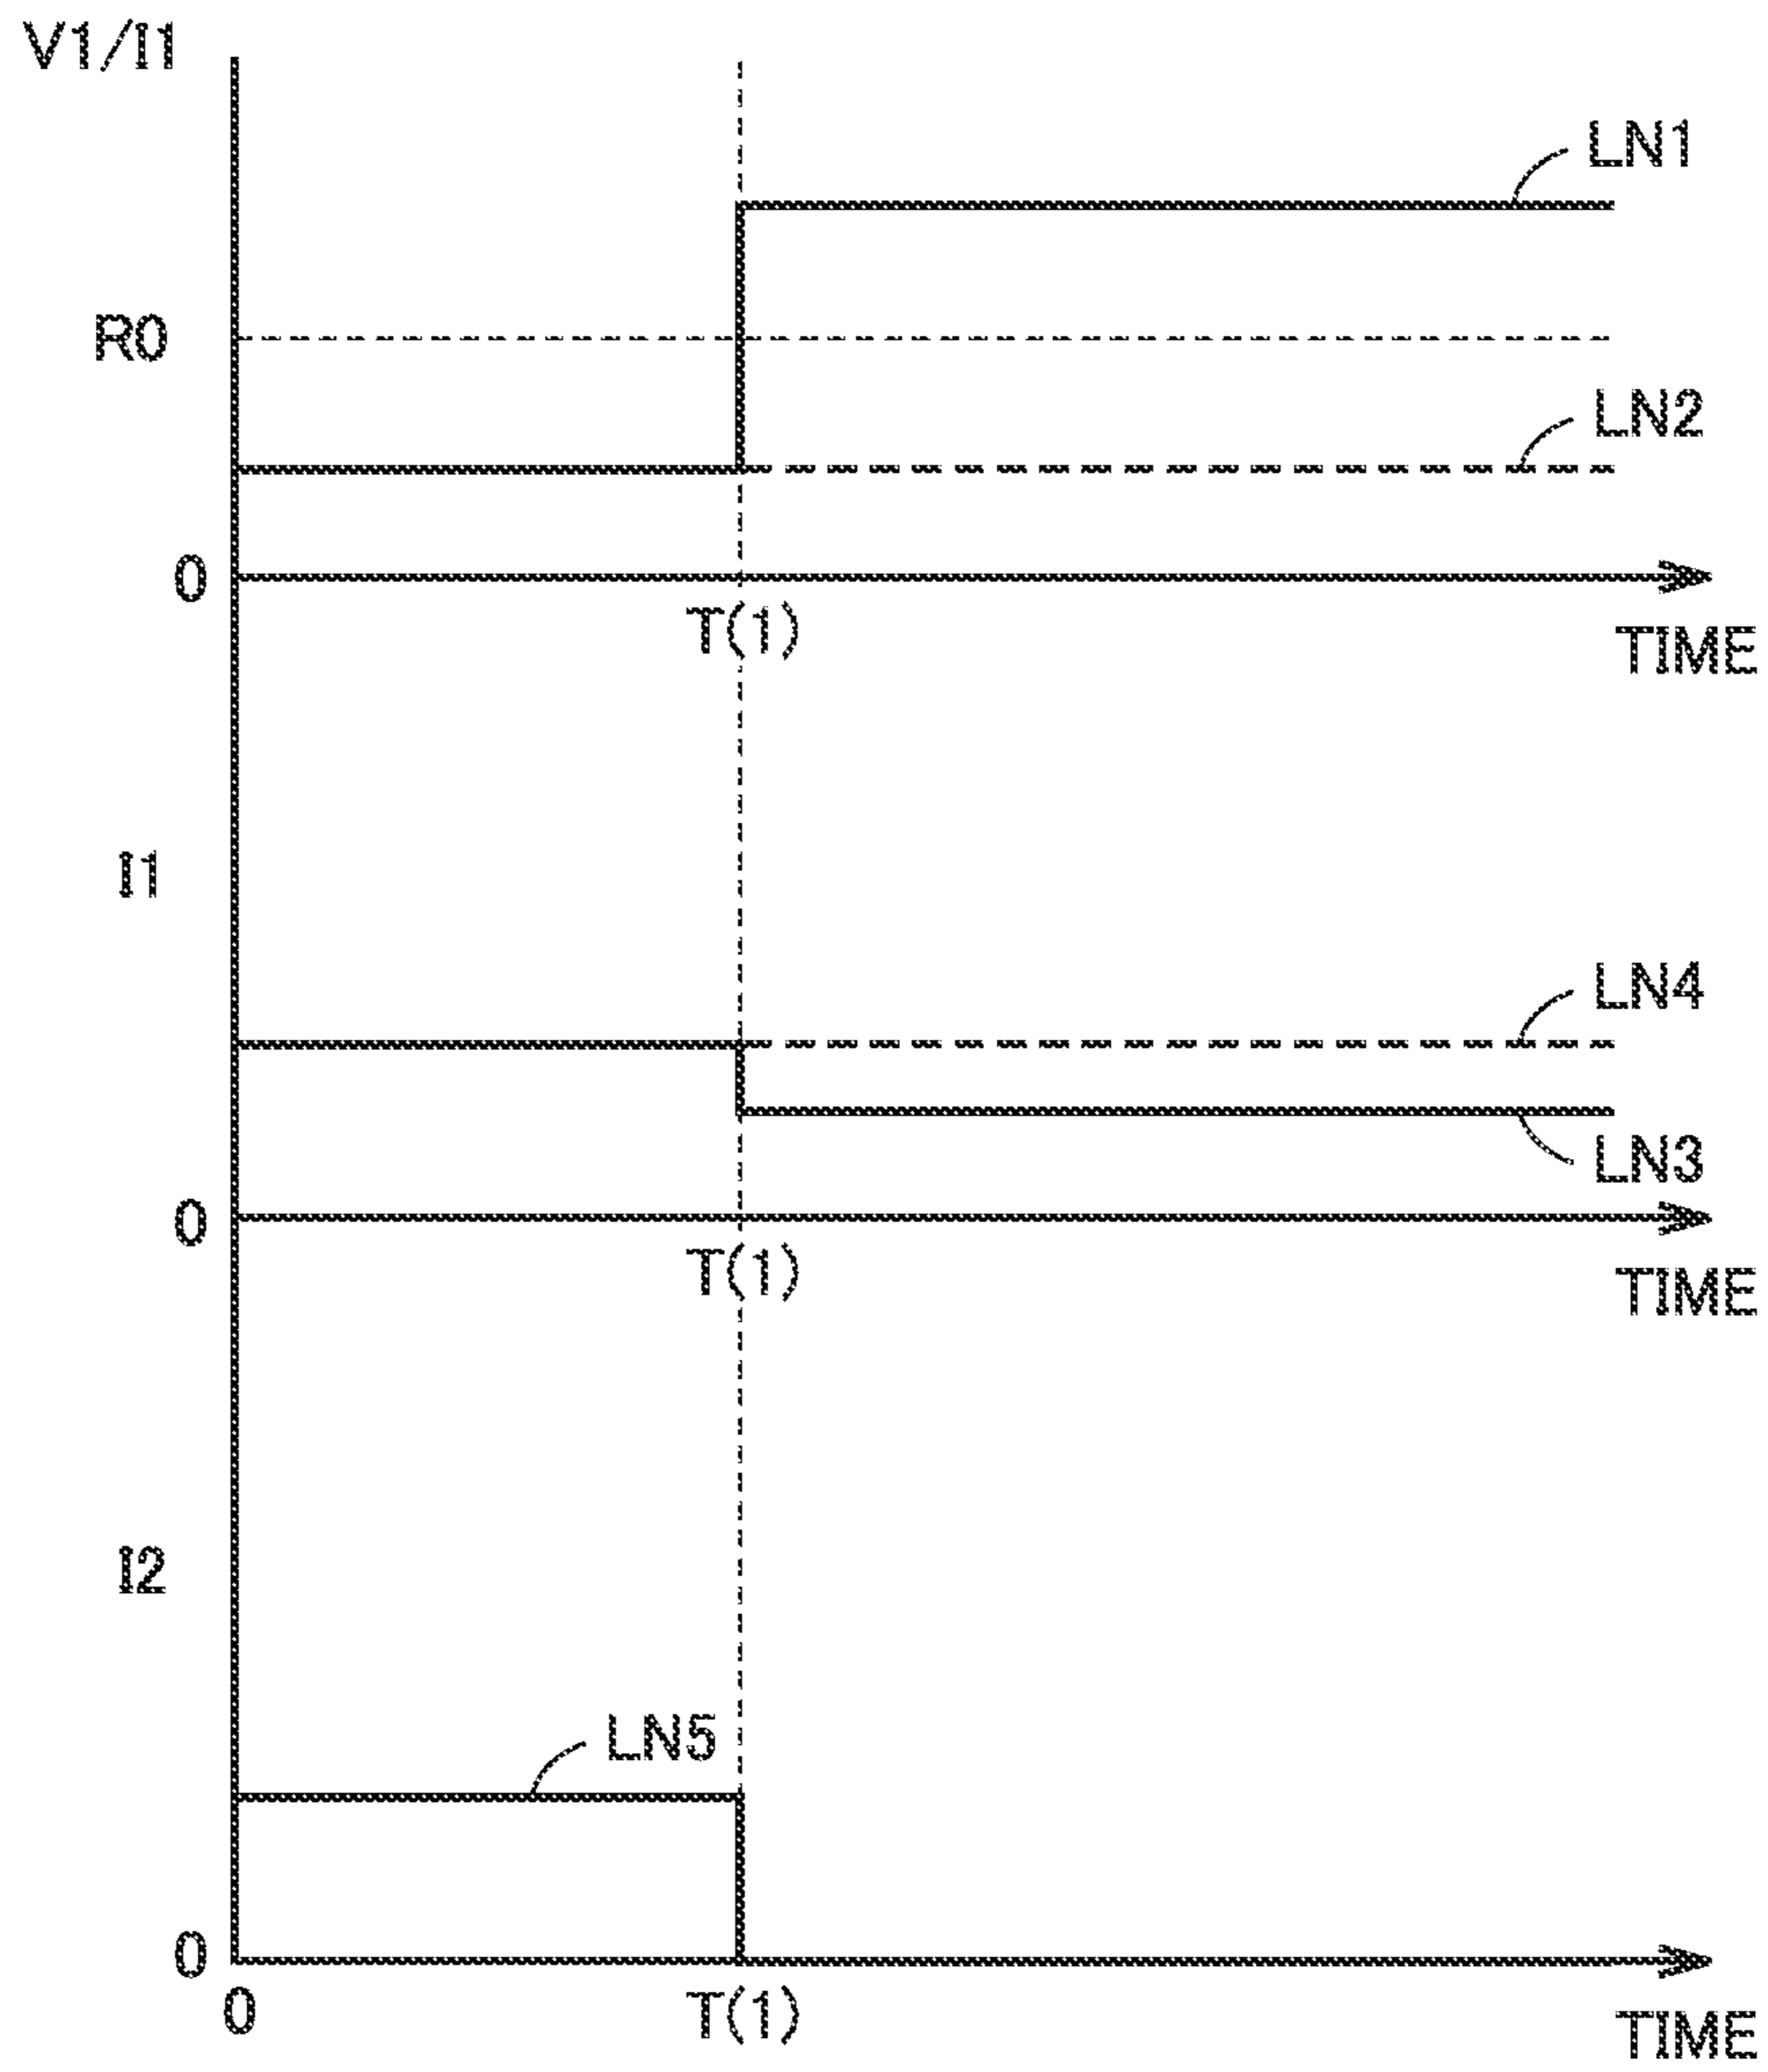 V1/I1
LN1
R0
LN2
0
T(1)
TIME
I1
LN4
LN3
0
T(1)
TIME
I2
LN5
0
0
T(1)
TIME